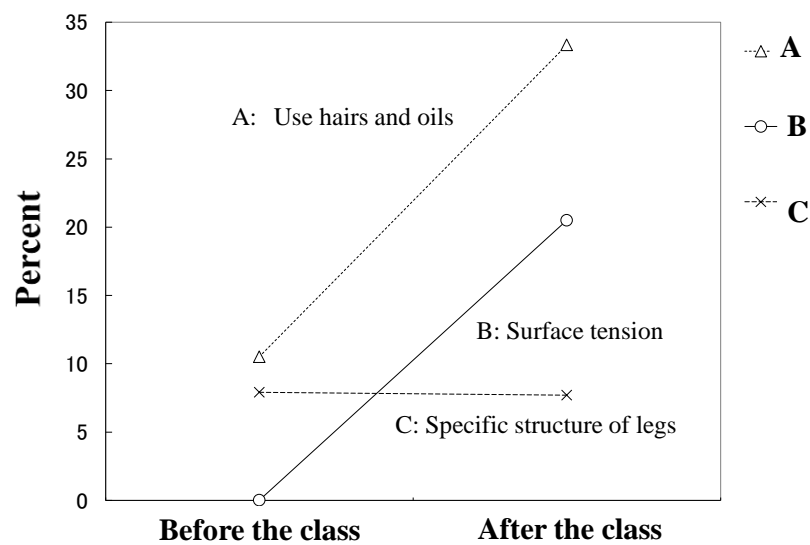 35
30
25
20
15
10
5
0
Percent
A: Use hairs and oils
B: Surface tension
C: Specific structure of legs
Before the class
After the class
A
B
C